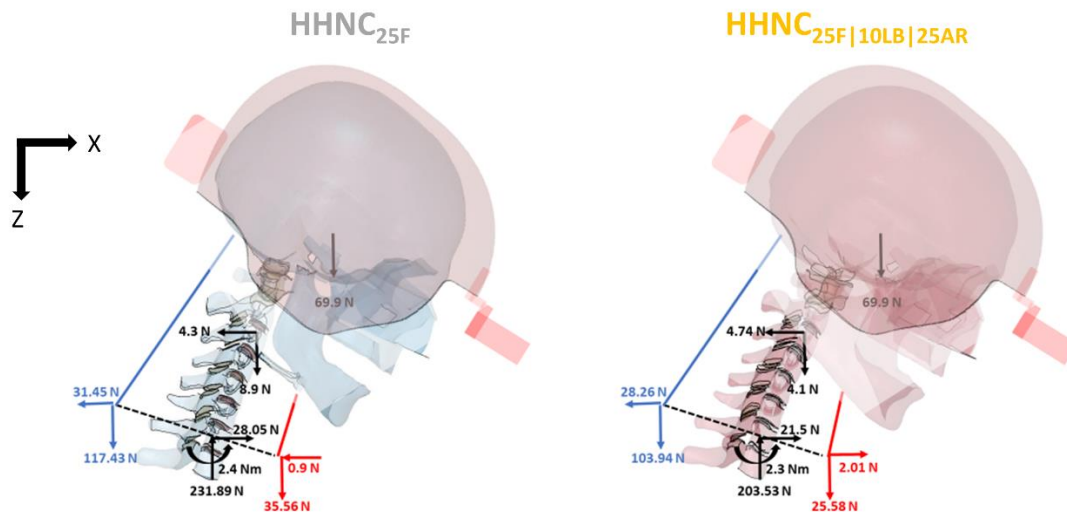 HHNC25F
HHNC25F|10LB|25AR
X
Z
69.9 N
4.3 N
8.9 N
31.45 N
28.05 N
117.43 N
2.4 Nm
0.9 N
231.89 N
35.56 N
69.9 N
4.74 N
4.1 N
28.26 N
21.5 N
103.94 N
2.3 Nm
2.01 N
203.53 N
25.58 N